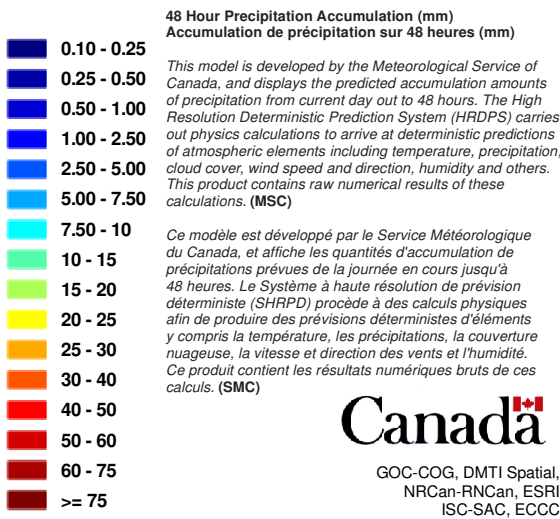 48 Hour Precipitation Accumulation (mm)
Accumulation de précipitation sur 48 heures (mm)
0.10 - 0.25
0.25 - 0.50
0.50 - 1.00
1.00 - 2.50
2.50 - 5.00
5.00 - 7.50
7.50 - 10
10 - 15
15 - 20
20 - 25
25 - 30
30 - 40
40 - 50
50 - 60
60 - 75
>= 75
This model is developed by the Meteorological Service of
Canada, and displays the predicted accumulation amounts
of precipitation from current day out to 48 hours. The High
Resolution Deterministic Prediction System (HRDPS) carries
out physics calculations to arrive at deterministic predictions
of atmospheric elements including temperature, precipitation,
cloud cover, wind speed and direction, humidity and others.
This product contains raw numerical results of these
calculations. (MSC)
Ce modèle est développé par le Service Météorologique
du Canada, et affiche les quantités d'accumulation de
précipitations prévues de la journée en cours jusqu'à
48 heures. Le Système à haute résolution de prévision
déterministe (SHRPD) procède à des calculs physiques
afin de produire des prévisions déterministes d'éléments
y compris la température, les précipitations, la couverture
nuageuse, la vitesse et direction des vents et l'humidité.
Ce produit contient les résultats numériques bruts de ces
calculs. (SMC)
Canada
GOC-COG, DMTI Spatial,
NRCan-RNCan, ESRI
ISC-SAC, ECCC